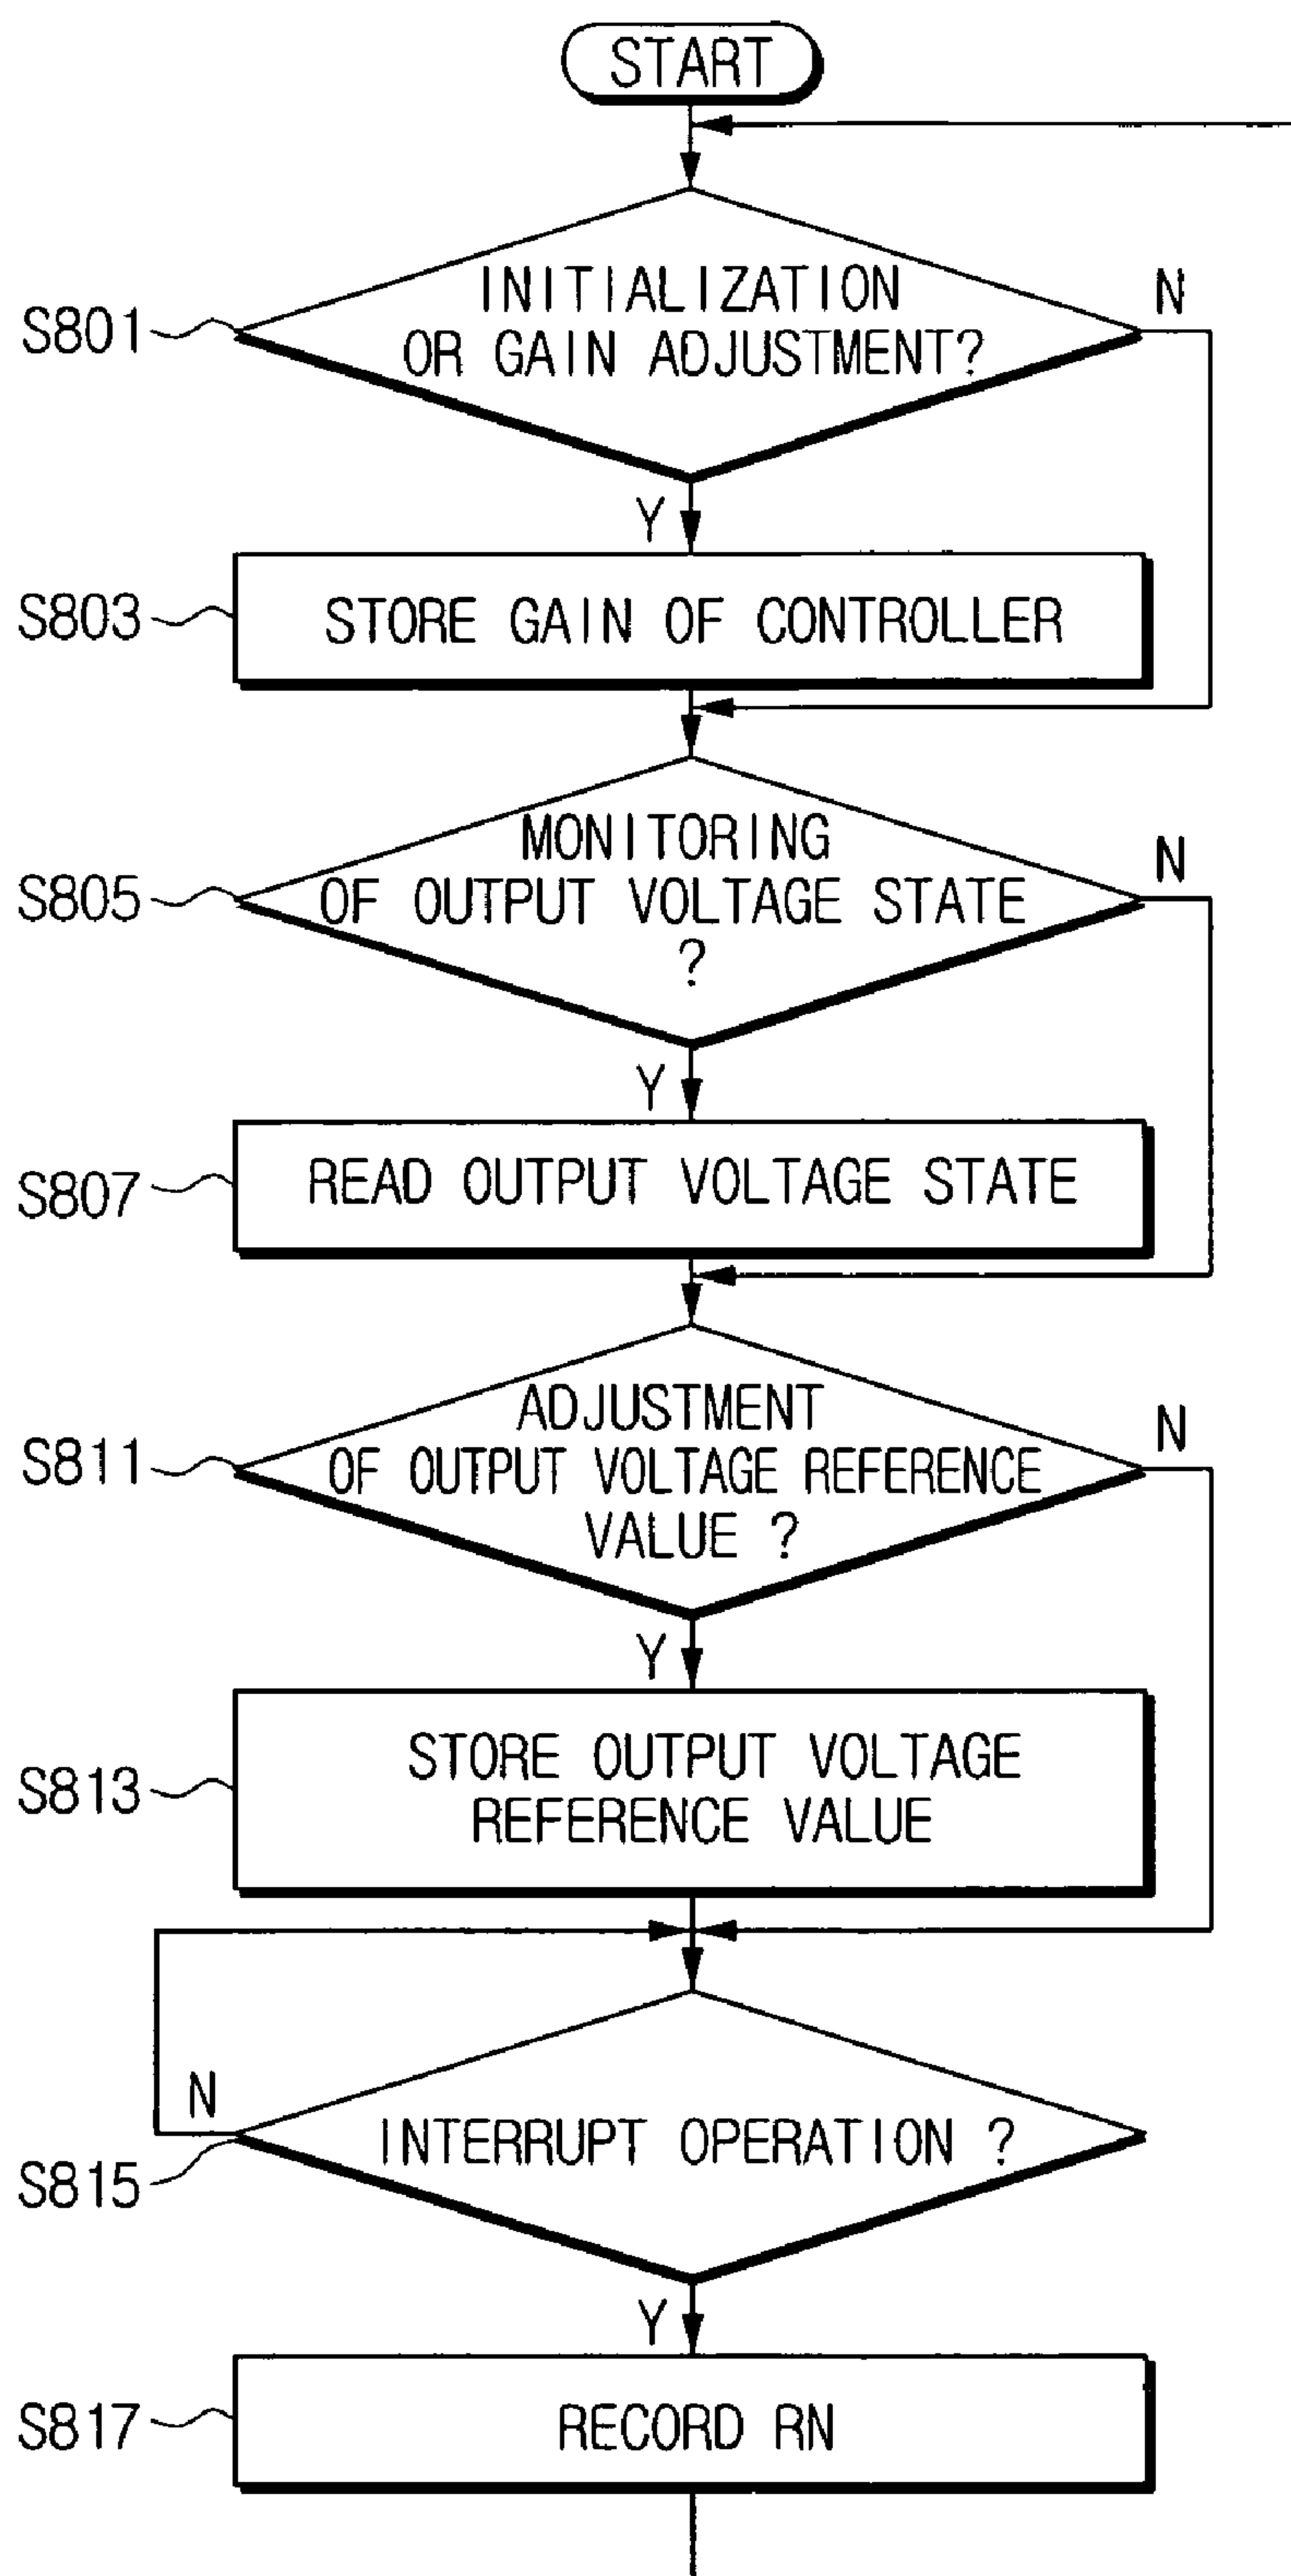 START
INITIALIZATION
OR GAIN ADJUSTMENT?
N
S801
Y
S803
STORE GAIN OF CONTROLLER
MONITORING
OF OUTPUT VOLTAGE STATE
?
N
S805
Y
S807
READ OUTPUT VOLTAGE STATE
ADJUSTMENT
OF OUTPUT VOLTAGE REFERENCE
VALUE ?
N
S811
Y
S813
STORE OUTPUT VOLTAGE
REFERENCE VALUE
N
INTERRUPT OPERATION ?
S815
Y
S817
RECORD RN